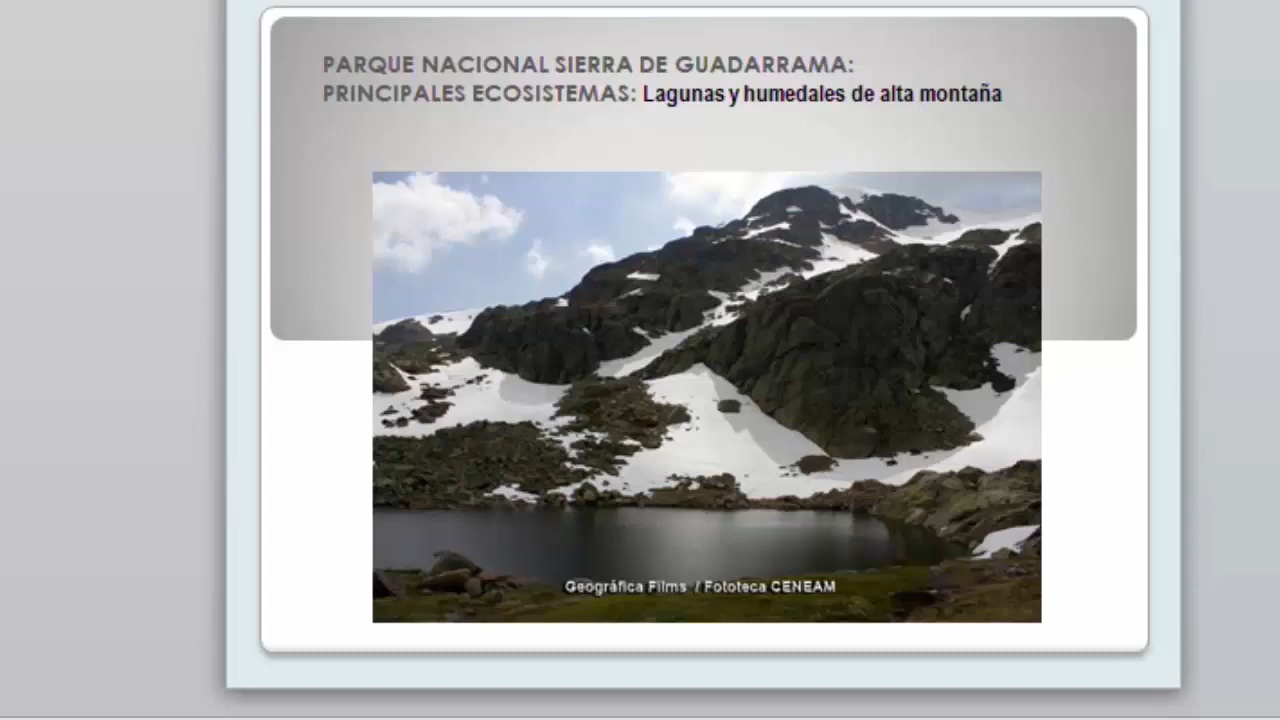 PARQUE NACIONAL SIERRA DE GUADARRAMA:
PRINCIPALES ECOSISTEMAS: Lagunas y humedales de alta montaña
Geográfica Films / Fototeca CENEAM